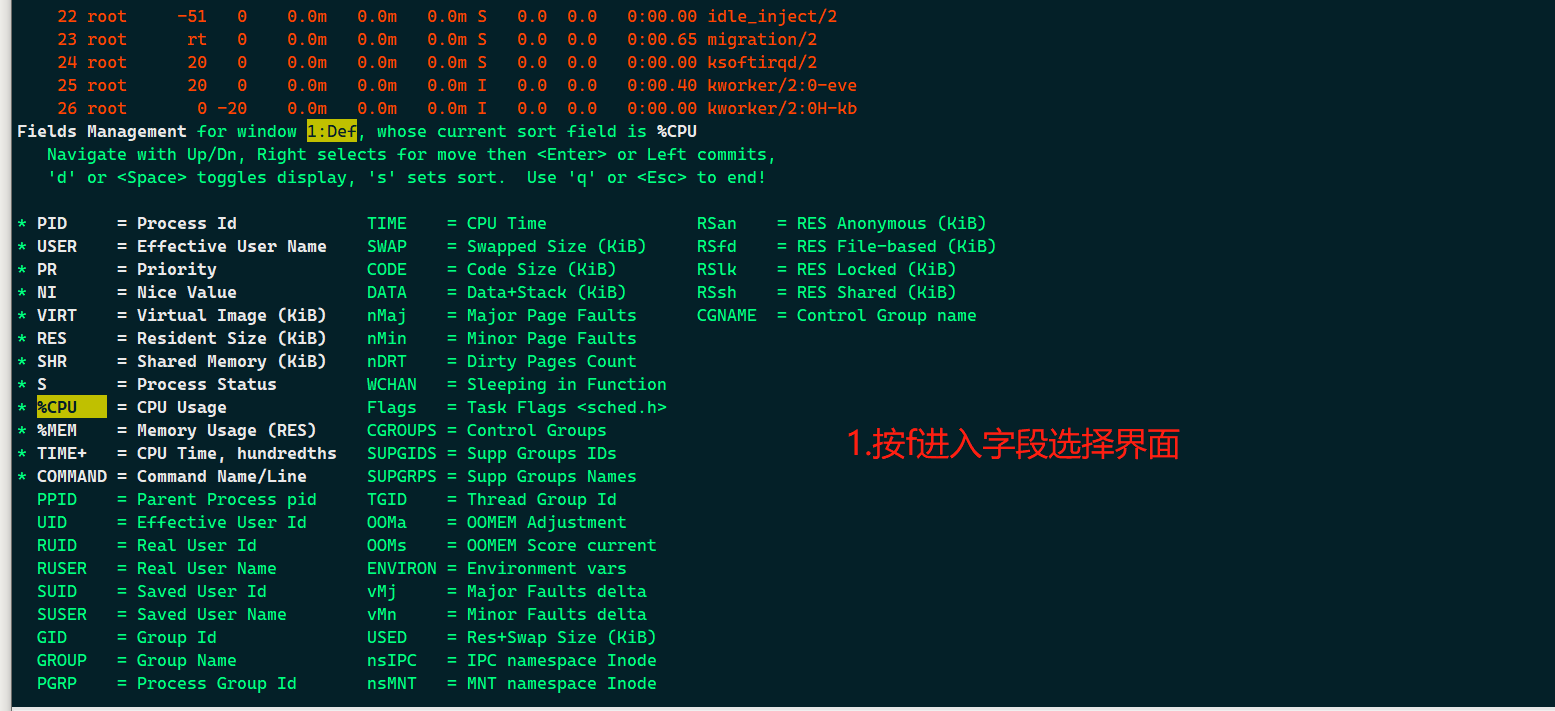 22 root -51 0 0.0m 0.0m 0.0m S 0.0 0.0 0:00.00 idle_inject/2
23 root rt 0 0.0m 0.0m 0.0m S 0.0 0.0 0:00.65 migration/2
24 root 20 0 0.0m 0.0m 0.0m S 0.0 0.0 0:00.00 ksoftirqd/2
25 root 20 0 0.0m 0.0m 0.0m I 0.0 0.0 0:00.40 kworker/2:0-eve
26 root 0 -20 0.0m 0.0m 0.0m I 0.0 0.0 0:00.00 kworker/2:0H-kb
Fields Management for window 1:Def, whose current sort field is %CPU
Navigate with Up/Dn, Right selects for move then <Enter> or Left commits,
'd' or <Space> toggles display, 's' sets sort. Use 'q' or <Esc> to end!
* PID = Process Id TIME = CPU Time RSan = RES Anonymous (KiB)
* USER = Effective User Name SWAP = Swapped Size (KiB) RSfd = RES File-based (KiB)
* PR = Priority CODE = Code Size (KiB) RSlk = RES Locked (KiB)
* NI = Nice Value DATA = Data+Stack (KiB) RSsh = RES Shared (KiB)
* VIRT = Virtual Image (KiB) nMaj = Major Page Faults CGNAME = Control Group name
* RES = Resident Size (KiB) nMin = Minor Page Faults
* SHR = Shared Memory (KiB) nDRT = Dirty Pages Count
* S = Process Status WCHAN = Sleeping in Function
* %CPU = CPU Usage Flags = Task Flags <sched.h>
* %MEM = Memory Usage (RES) CGROUPS = Control Groups
1.按f进入字段选择界面
* TIME+ = CPU Time, hundredths SUPGIDS = Supp Groups IDs
* COMMAND = Command Name/Line SUPGRPS = Supp Groups Names
PPID = Parent Process pid TGID = Thread Group Id
UID = Effective User Id OOMa = OOMEM Adjustment
RUID = Real User Id OOMs = OOMEM Score current
RUSER = Real User Name ENVIRON = Environment vars
SUID = Saved User Id vMj = Major Faults delta
SUSER = Saved User Name vMn = Minor Faults delta
GID = Group Id USED = Res+Swap Size (KiB)
GROUP = Group Name nsIPC = IPC namespace Inode
PGRP = Process Group Id nsMNT = MNT namespace Inode